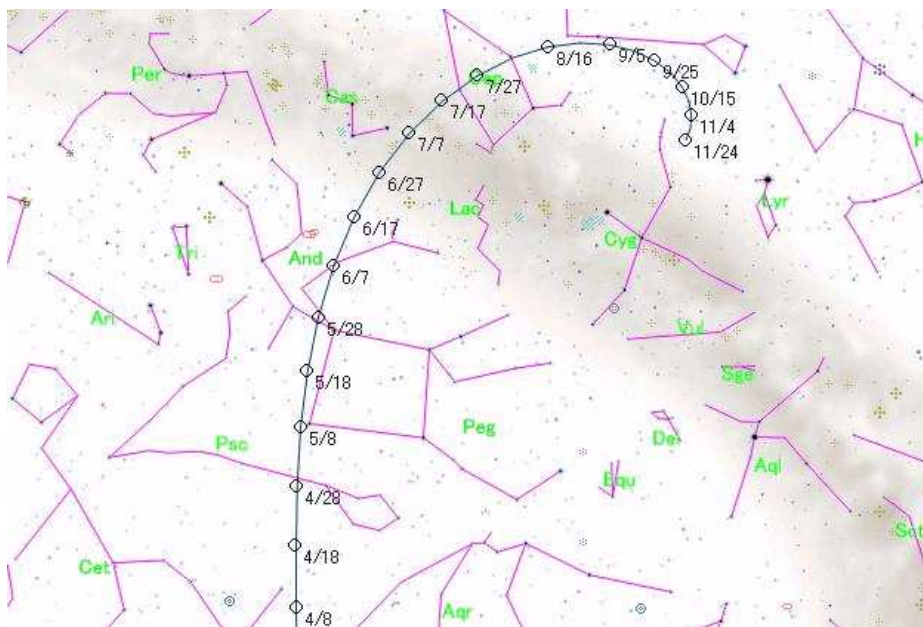 8/16
9/5
Per
Cep
9/25
7/27
Cas
10/15
7/17
11/4
7/7
11/24
H
6/27
Lyr
Lac
6/17
Cyg
Tri
And
6/7
Ari
5/28
Vul
Sge
5/18
Peg
Del
5/8
Psc
Aql
Equ
4/28
Sct
4/18
Cet
4/8
Aqr